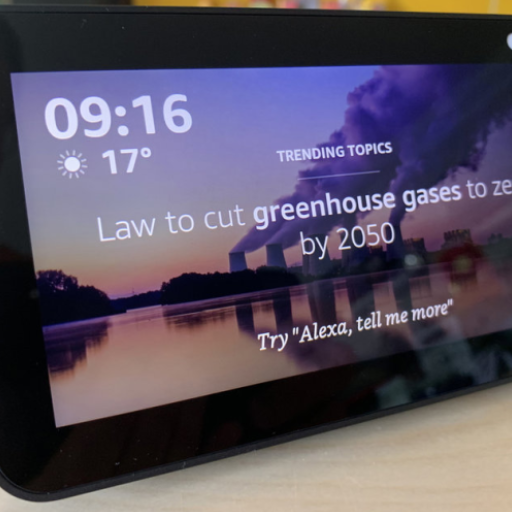 09:16
17°
TRENDING TOPICS
Law to cut greenhouse gases to ze
by 2050
Try "Alexa, tell me more"